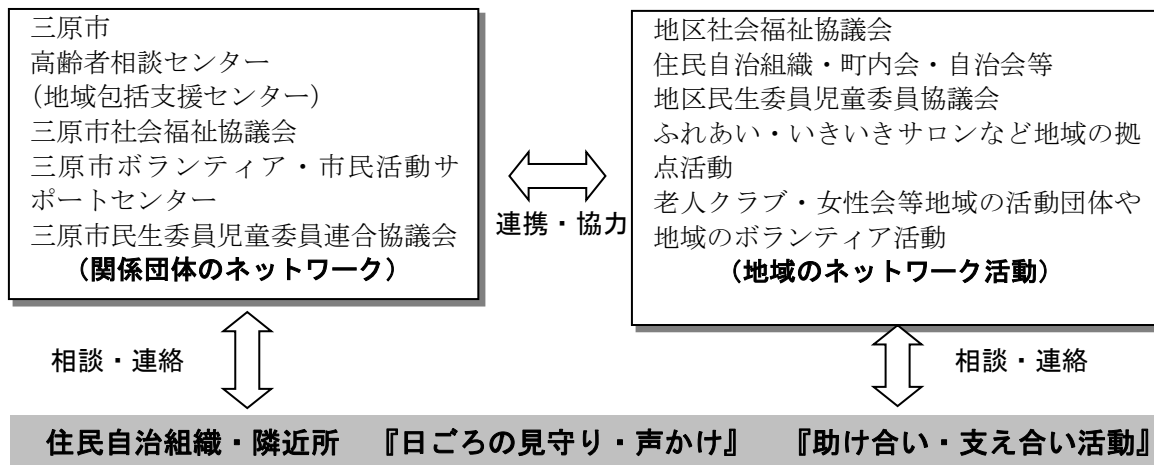 三原市
高齢者相談センター
(地域包括支援センター)
三原市社会福祉協議会
三原市ボランティア・市民活動サ
ポートセンター
三原市民生委員児童委員連合協議会
(関係団体のネットワーク)
連携・協力
地区社会福祉協議会
住民自治組織・町内会・自治会等
地区民生委員児童委員協議会
ふれあい・いきいきサロンなど地域の拠
点活動
老人クラブ・女性会等地域の活動団体や
地域のボランティア活動
(地域のネットワーク活動)
相談・連絡
相談・連絡
住民自治組織・隣近所 『日ごろの見守り・声かけ』 『助け合い・支え合い活動』